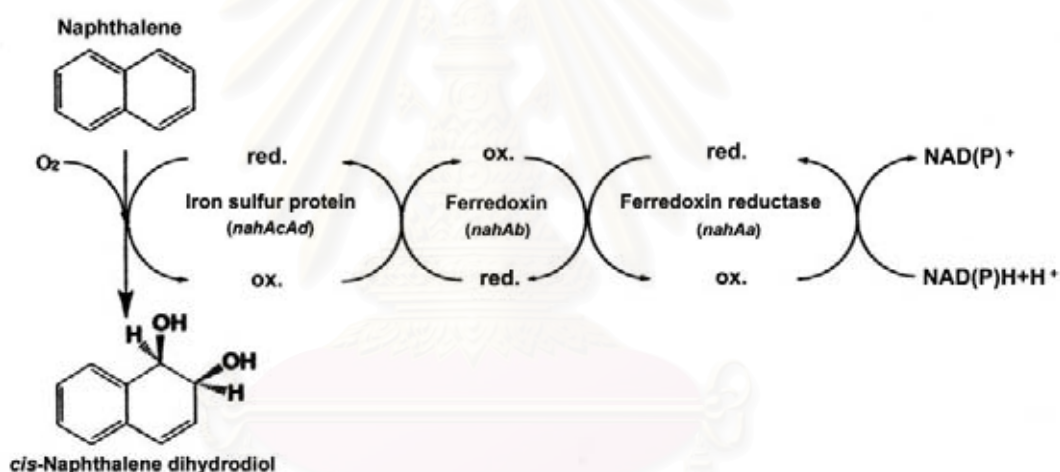 Naphthalene
O₂
red.
ox.
red.
NAD(P)⁺
Iron sulfur protein
(nahAcAd)
Ferredoxin
(nahAb)
Ferredoxin reductase
(nahAa)
ox.
red.
ox.
NAD(P)H+H⁺
H
OH
OH
H
cis-Naphthalene dihydrodiol